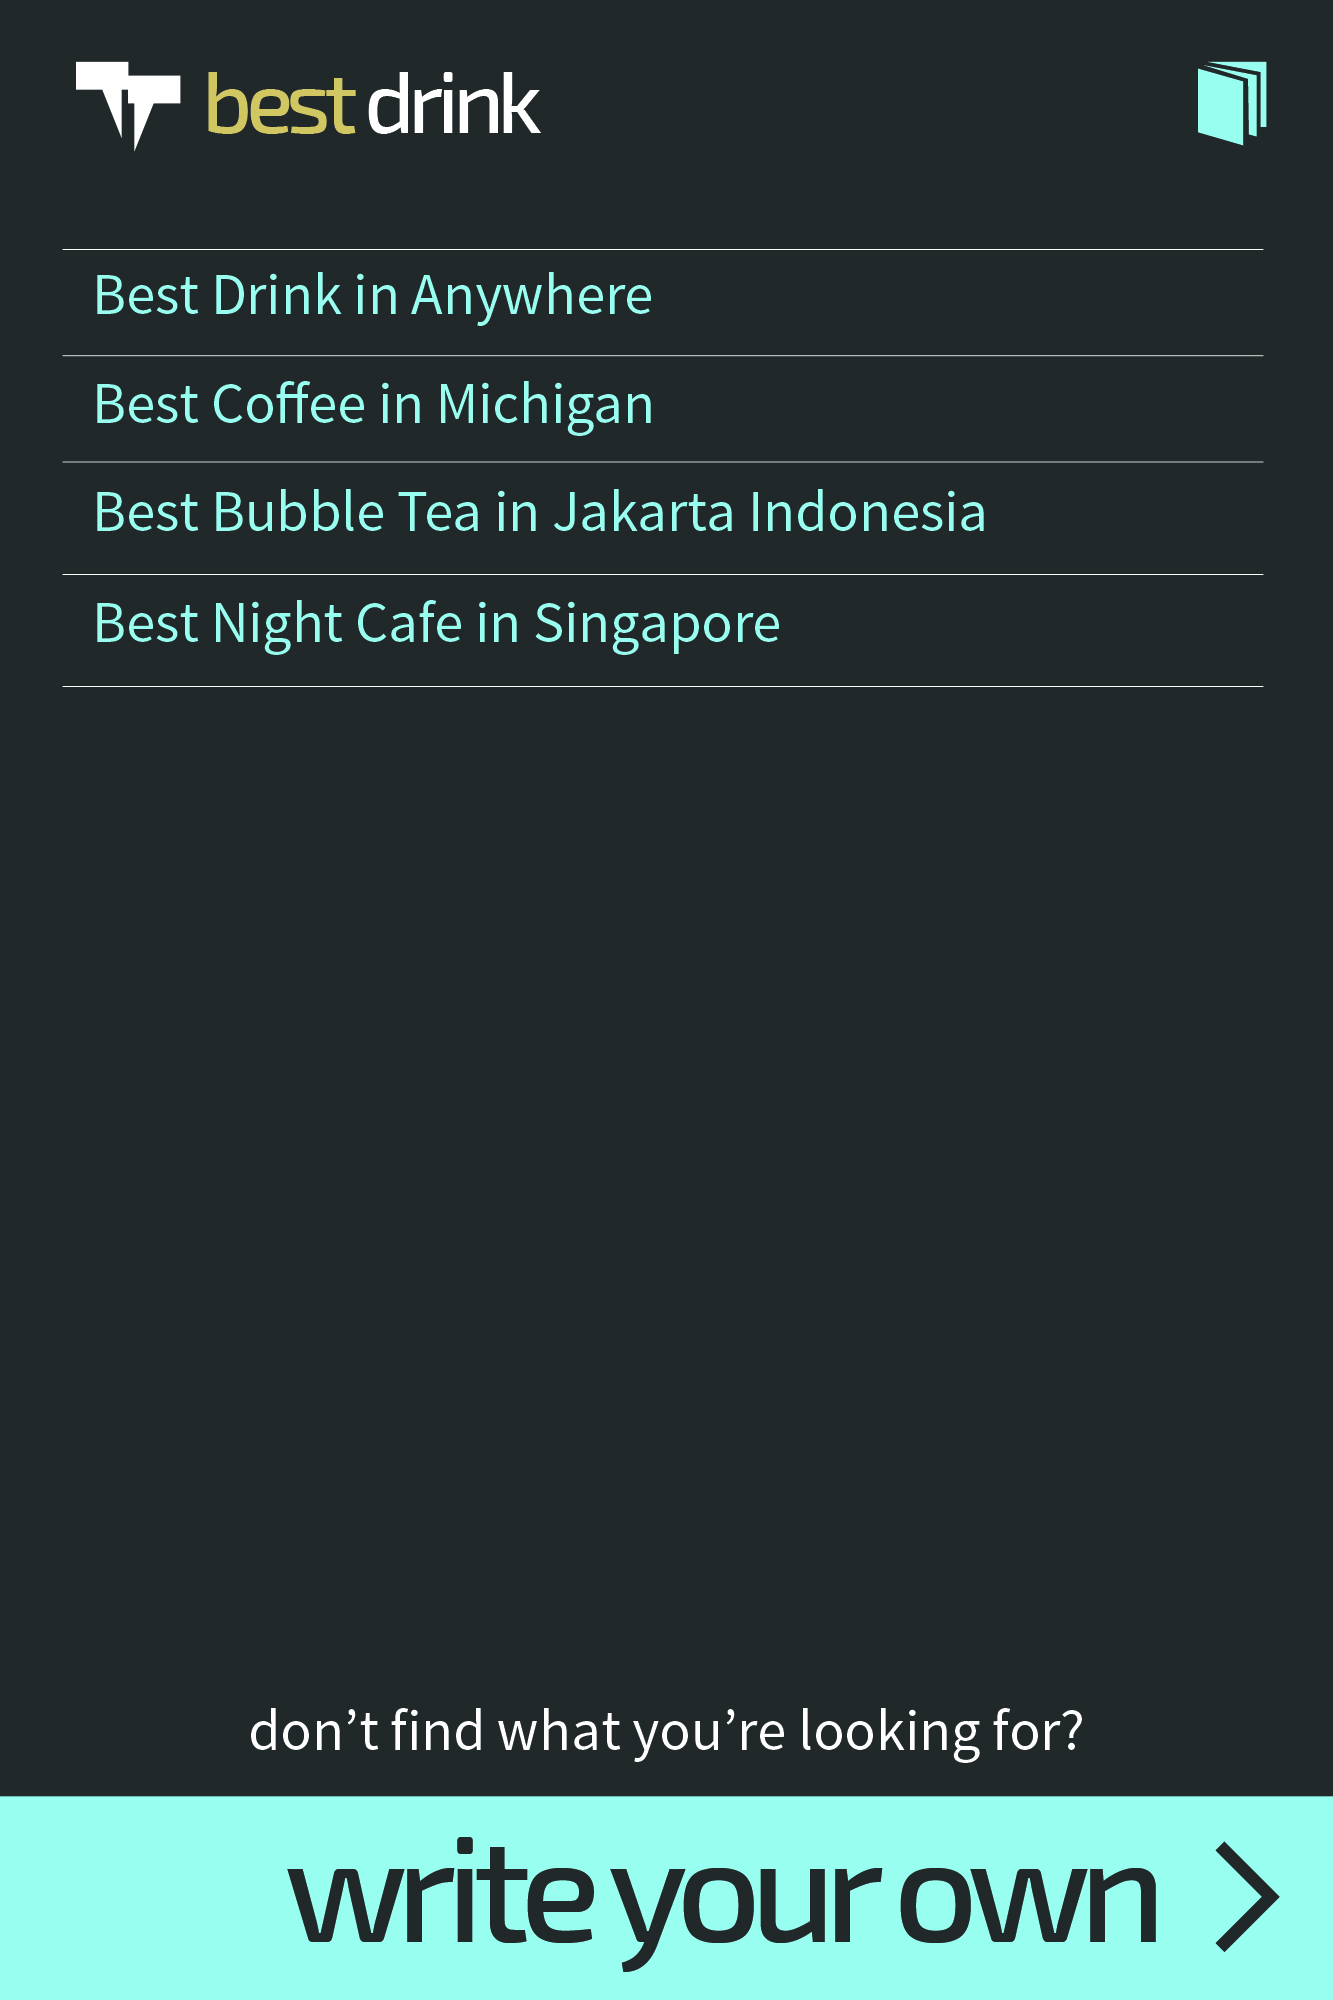 best drink
Best Drink in Anywhere
Best Coffee in Michigan
Best Bubble Tea in Jakarta Indonesia
Best Night Cafe in Singapore
don’t find what you’re looking for?
write your own